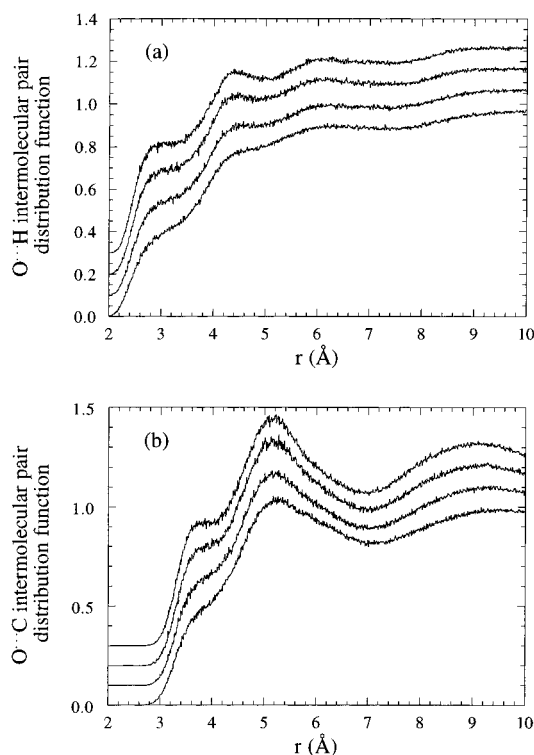 O···H intermolecular pair
distribution function
(a)
1.4
1.2
1.0
0.8
0.6
0.4
0.2
0.0
2 3 4 5 6 7 8 9 10
r (Å)
O···C intermolecular pair
distribution function
(b)
1.5
1.0
0.5
0.0
2 3 4 5 6 7 8 9 10
r (Å)